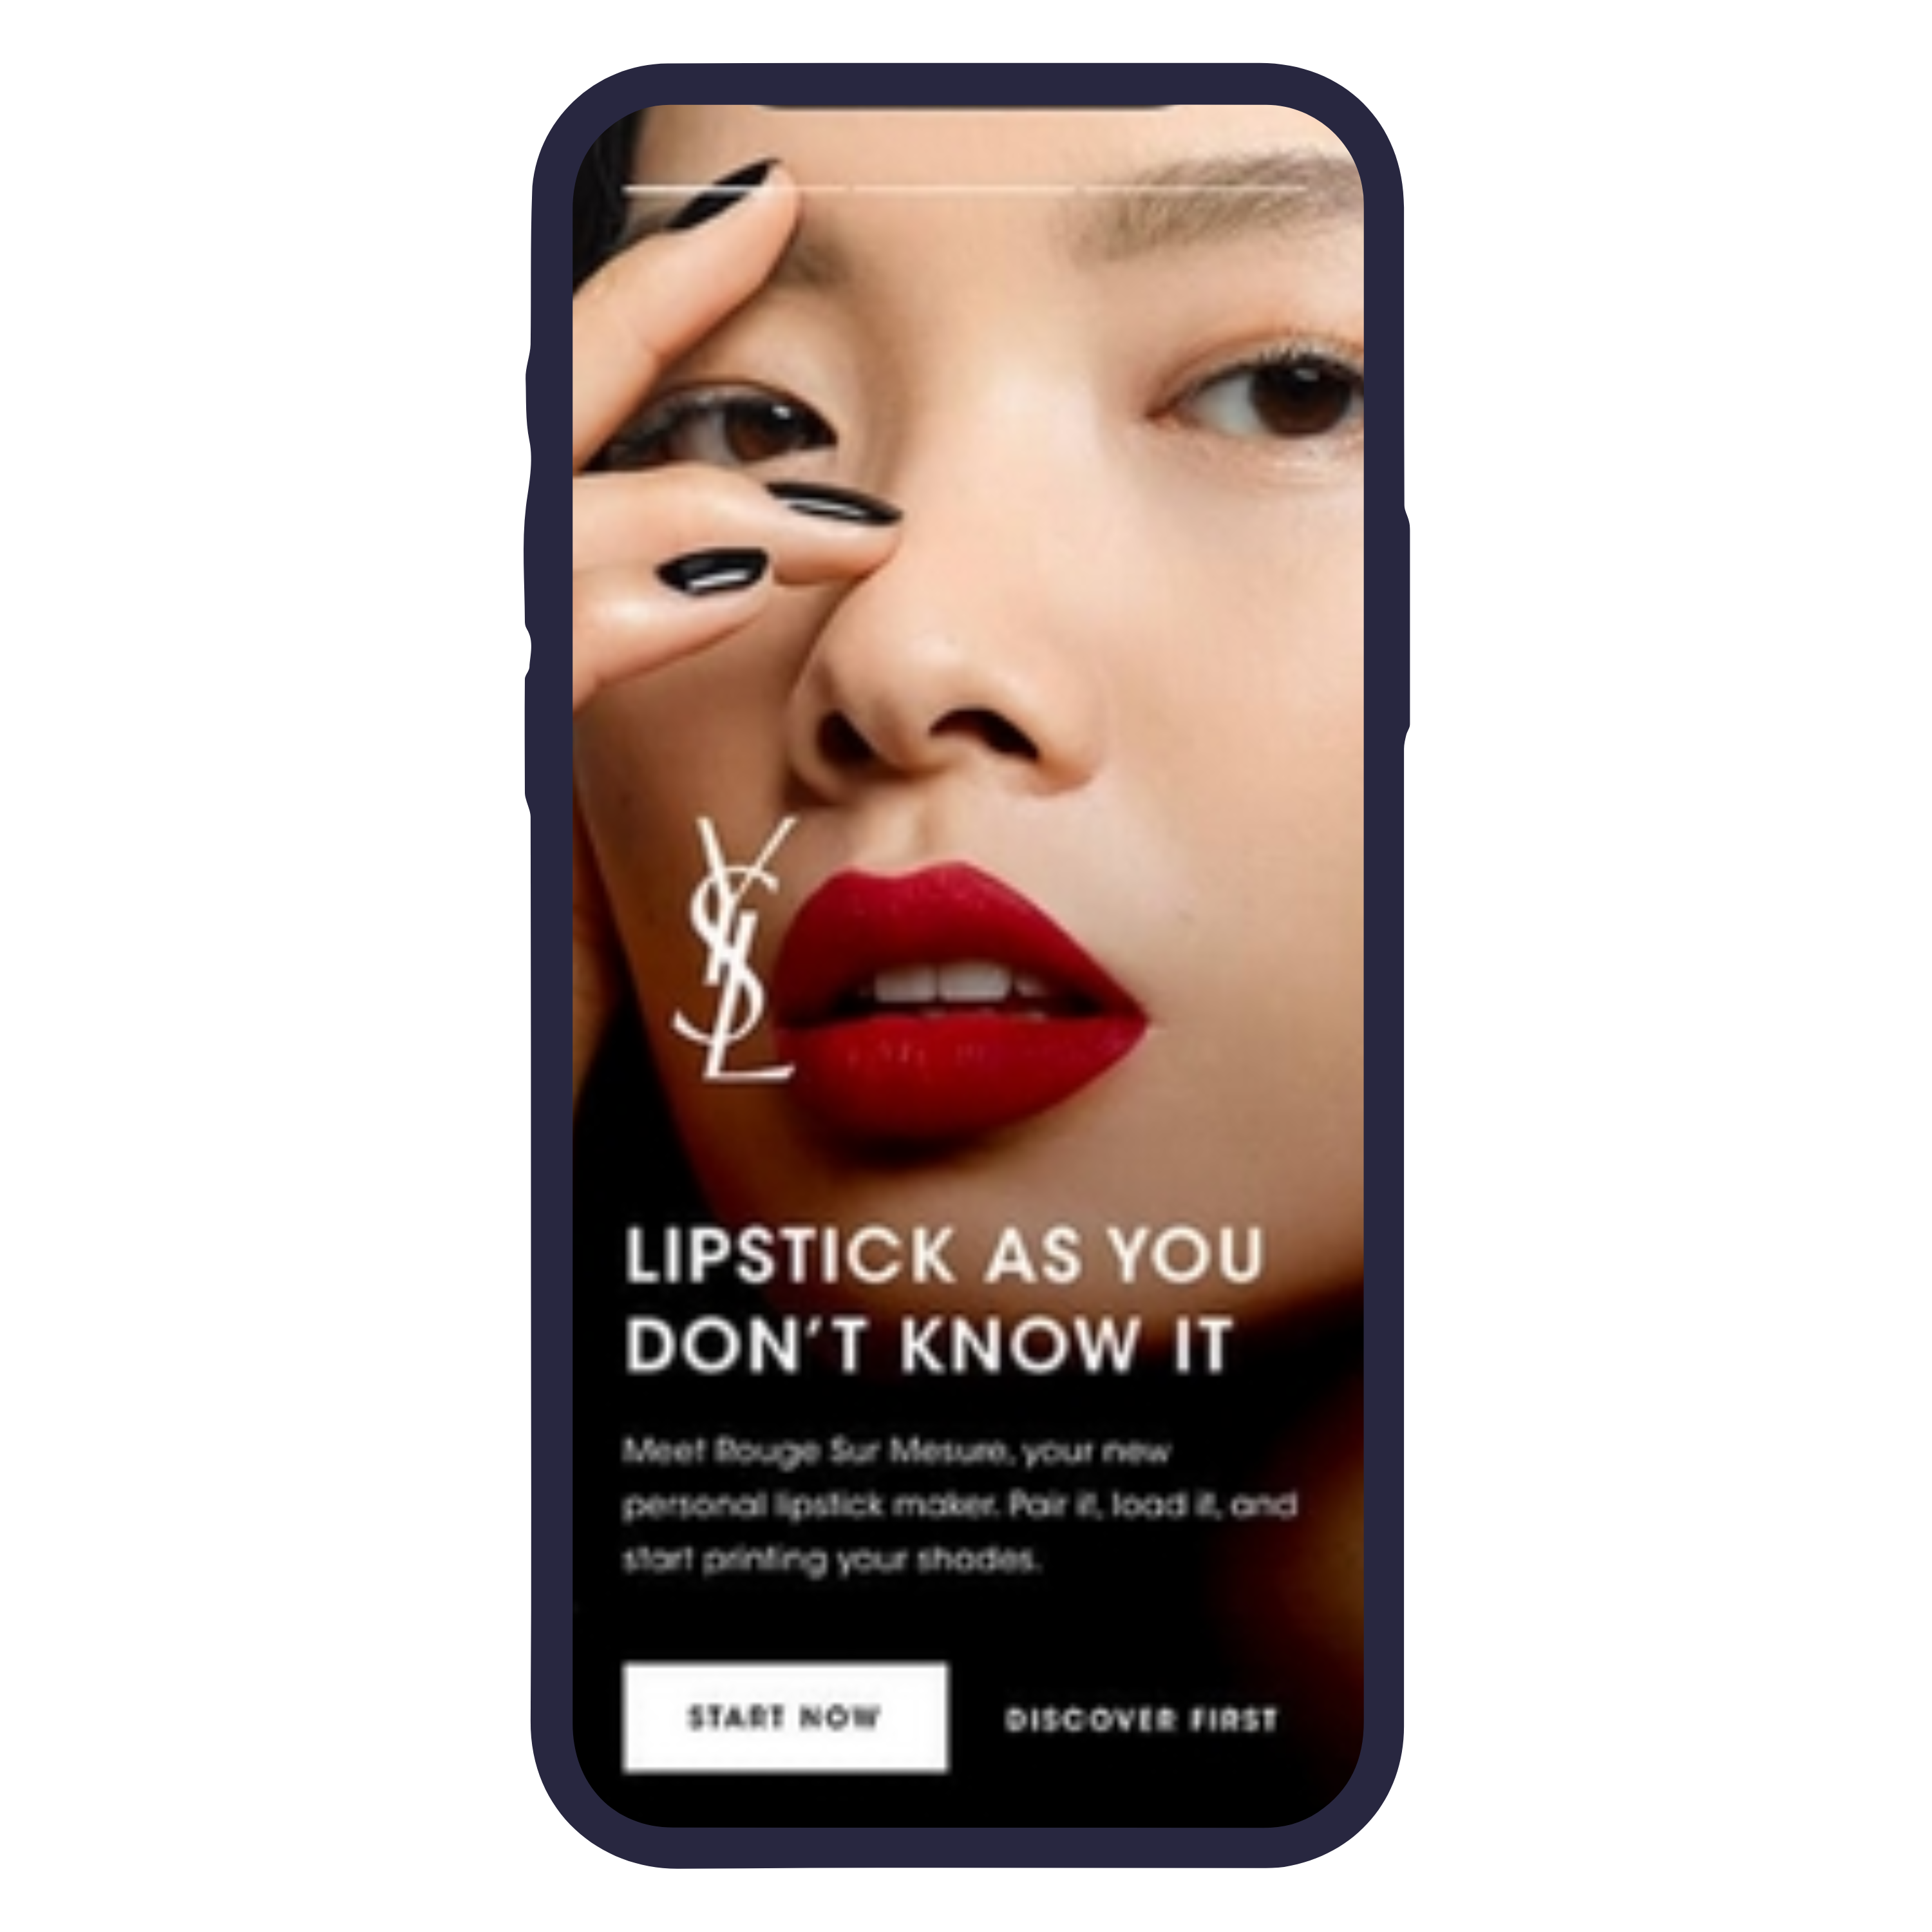 YSL
LIPSTICK AS YOU
DON'T KNOW IT
Meet Rouge Sur Mesure, your new
personal lipstick maker. Pair it, load it, and
start printing your shades.
START NOW
DISCOVER FIRST